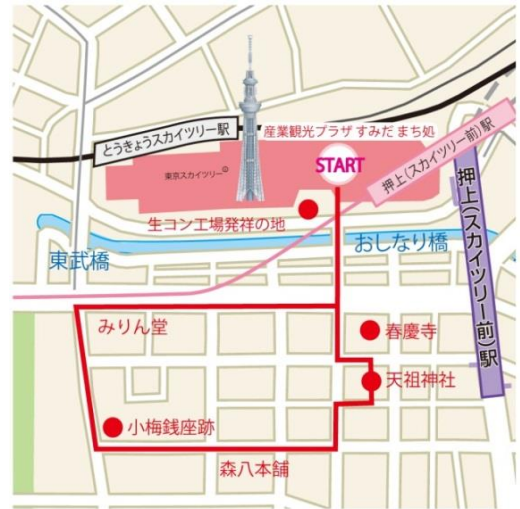 産業観光プラザ すみだ まち処
とうきょうスカイツリー駅
START
東京スカイツリー©
押上(スカイツリー前)駅
生コン工場発祥の地
おしなり橋
東武橋
押上(スカイツリー前)駅
みりん堂
春慶寺
天祖神社
小梅銭座跡
森八本舗